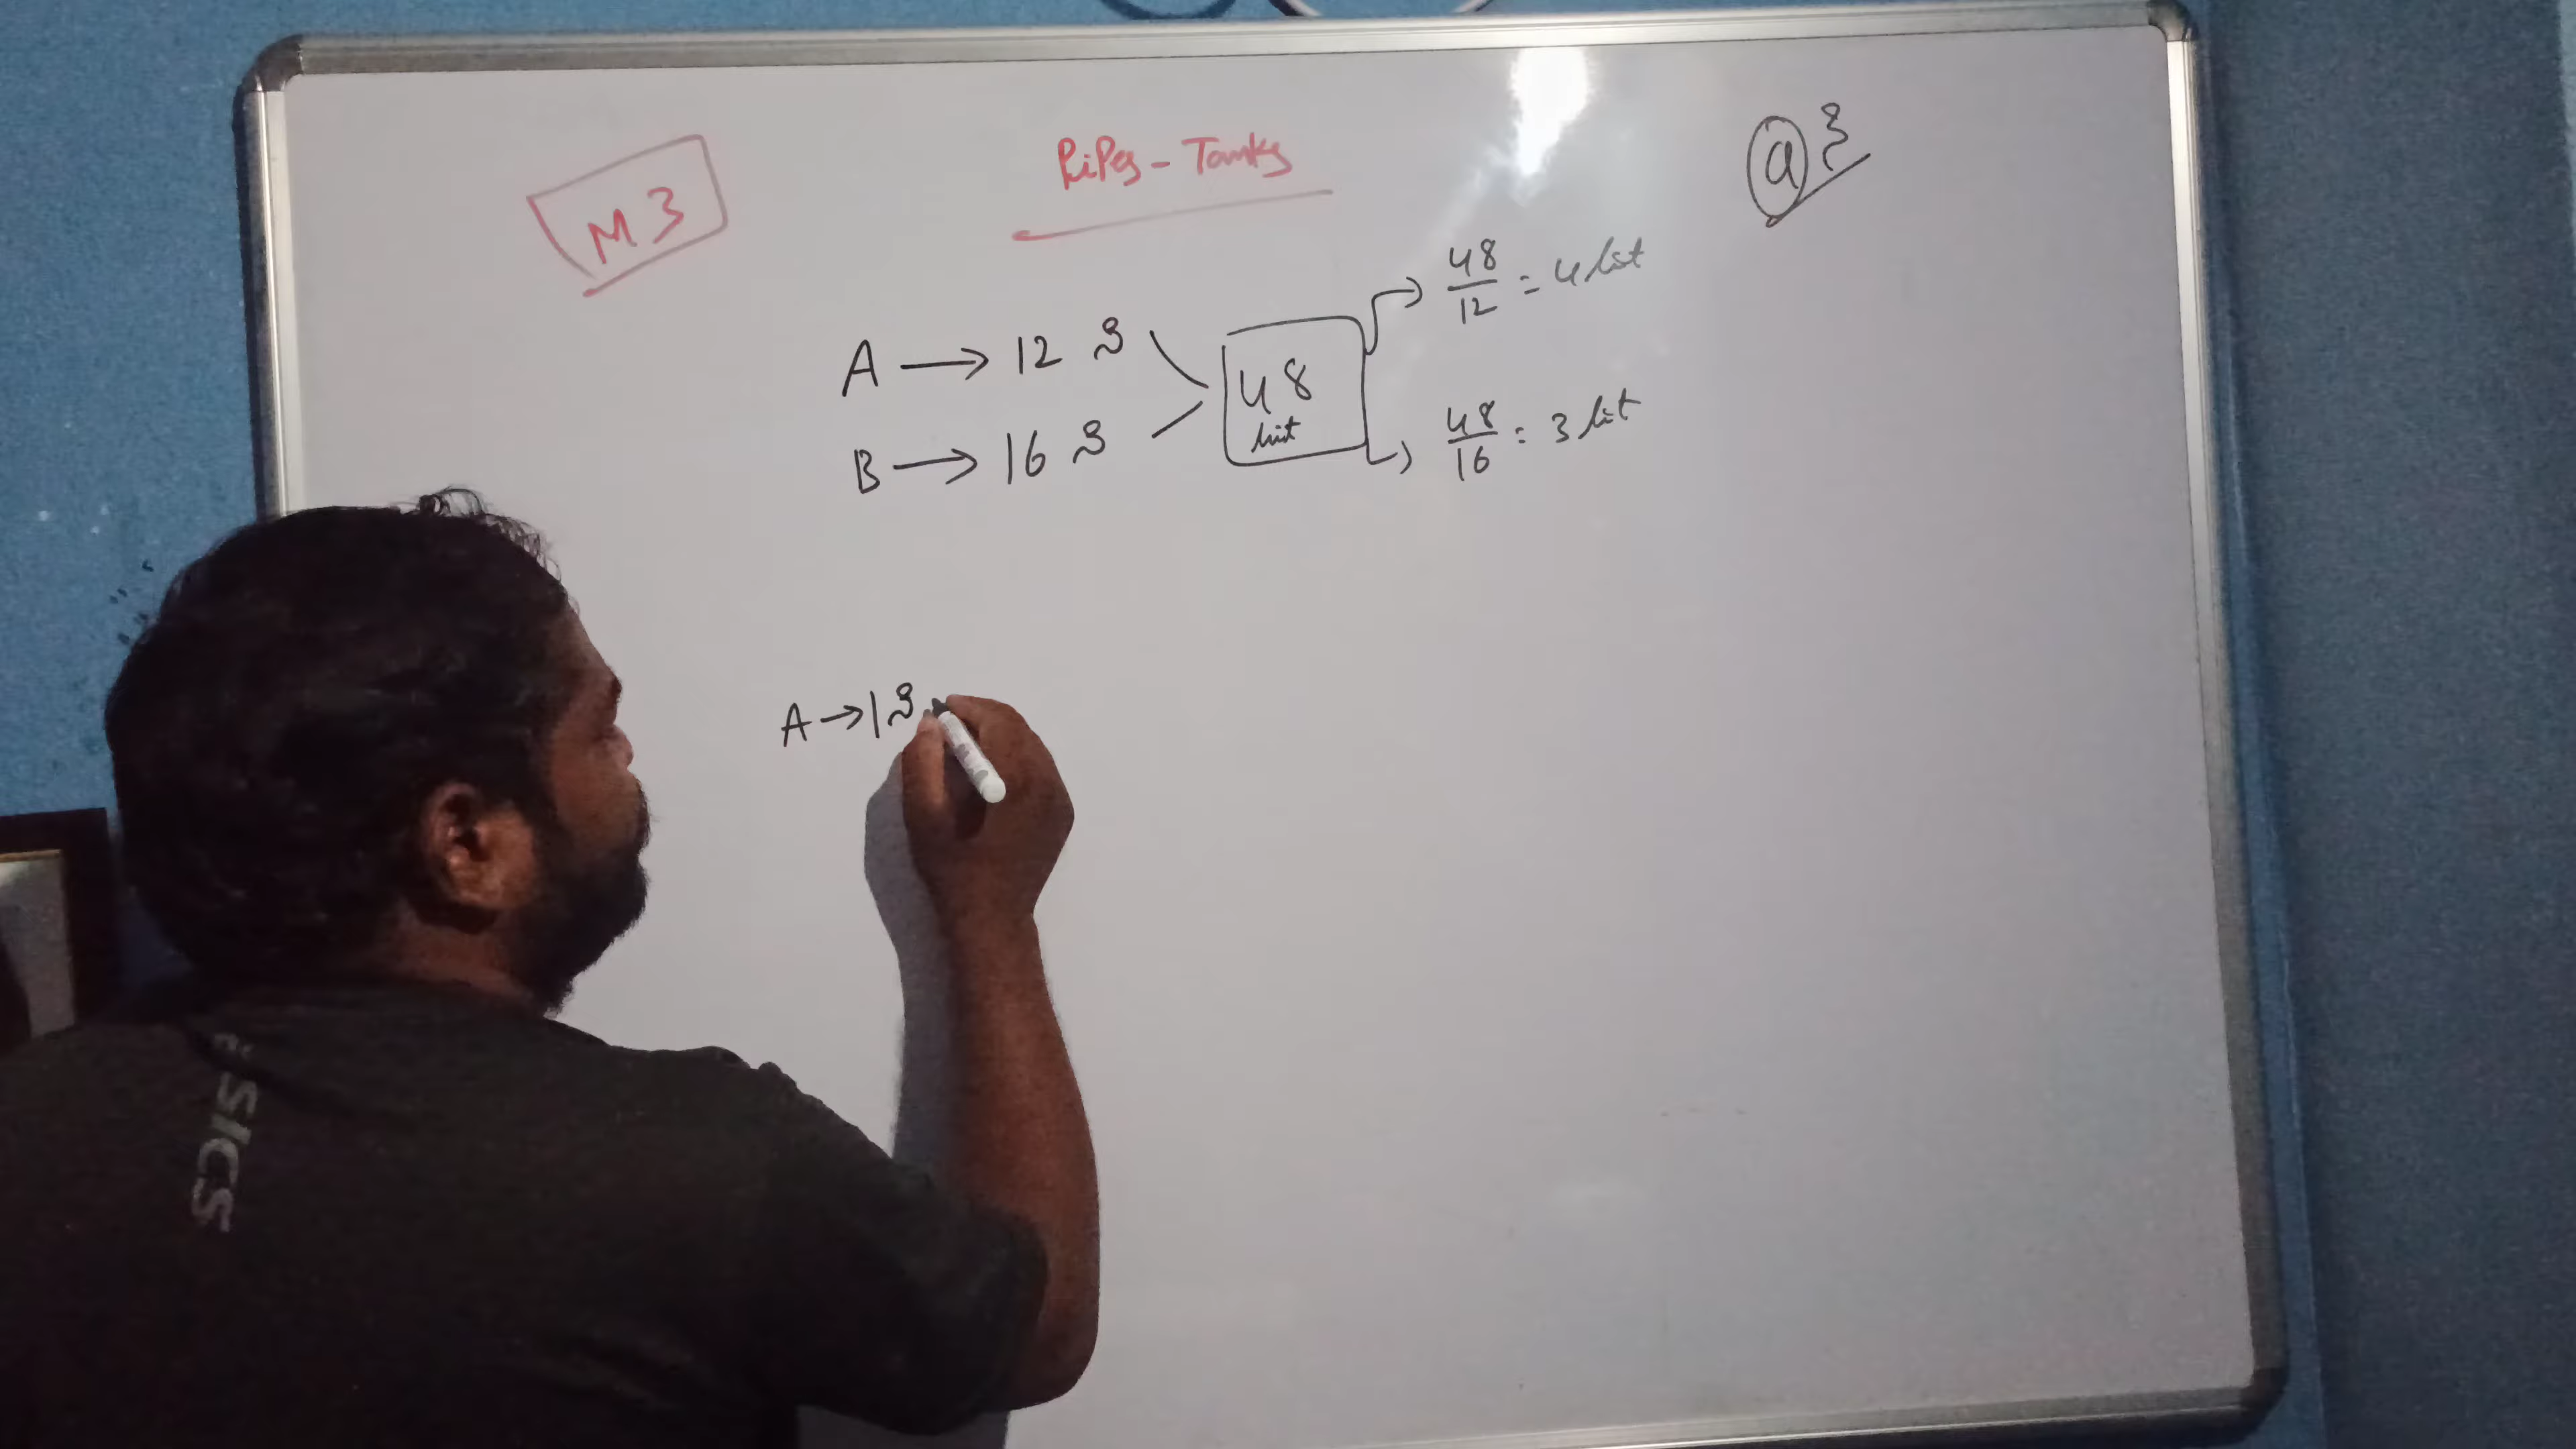 M3
Pipes - Tanks
A → 12
B → 16
48
lit
48/12 = 4 lit
48/16 = 3 lit
A → 1
SICS